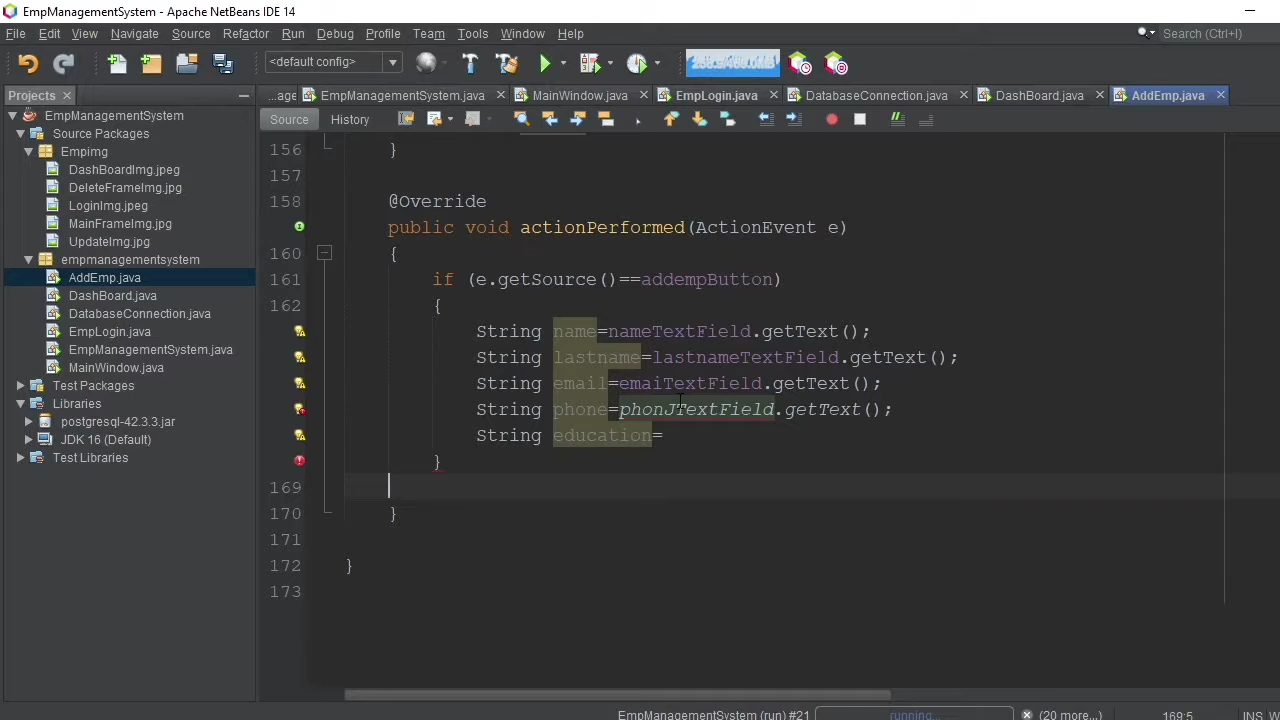 EmpManagementSystem - Apache NetBeans IDE 14
File Edit View Navigate Source Refactor Run Debug Profile Team Tools Window Help
Search (Ctrl+I)
<default config>
Projects
...age EmpManagementSystem.java MainWindow.java EmpLogin.java DatabaseConnection.java DashBoard.java AddEmp.java
Source History
EmpManagementSystem
Source Packages
Empimg
DashBoardImg.jpeg
DeleteFrameImg.jpg
LoginImg.jpeg
MainFrameImg.jpg
UpdateImg.jpg
empmanagementsystem
AddEmp.java
DashBoard.java
DatabaseConnection.java
EmpLogin.java
EmpManagementSystem.java
MainWindow.java
Test Packages
Libraries
postgresql-42.3.3.jar
JDK 16 (Default)
Test Libraries
156 }
157
158 @Override
public void actionPerformed(ActionEvent e)
160 {
161 if (e.getSource()==addempButton)
162 {
String name=nameTextField.getText();
String lastname=lastnameTextField.getText();
String email=emaiTextField.getText();
String phone=phonJTextField.getText();
String education=
}
169
170 }
171
172 }
173
EmpManagementSystem (run) #21 running... (20 more...) 169:5 INS